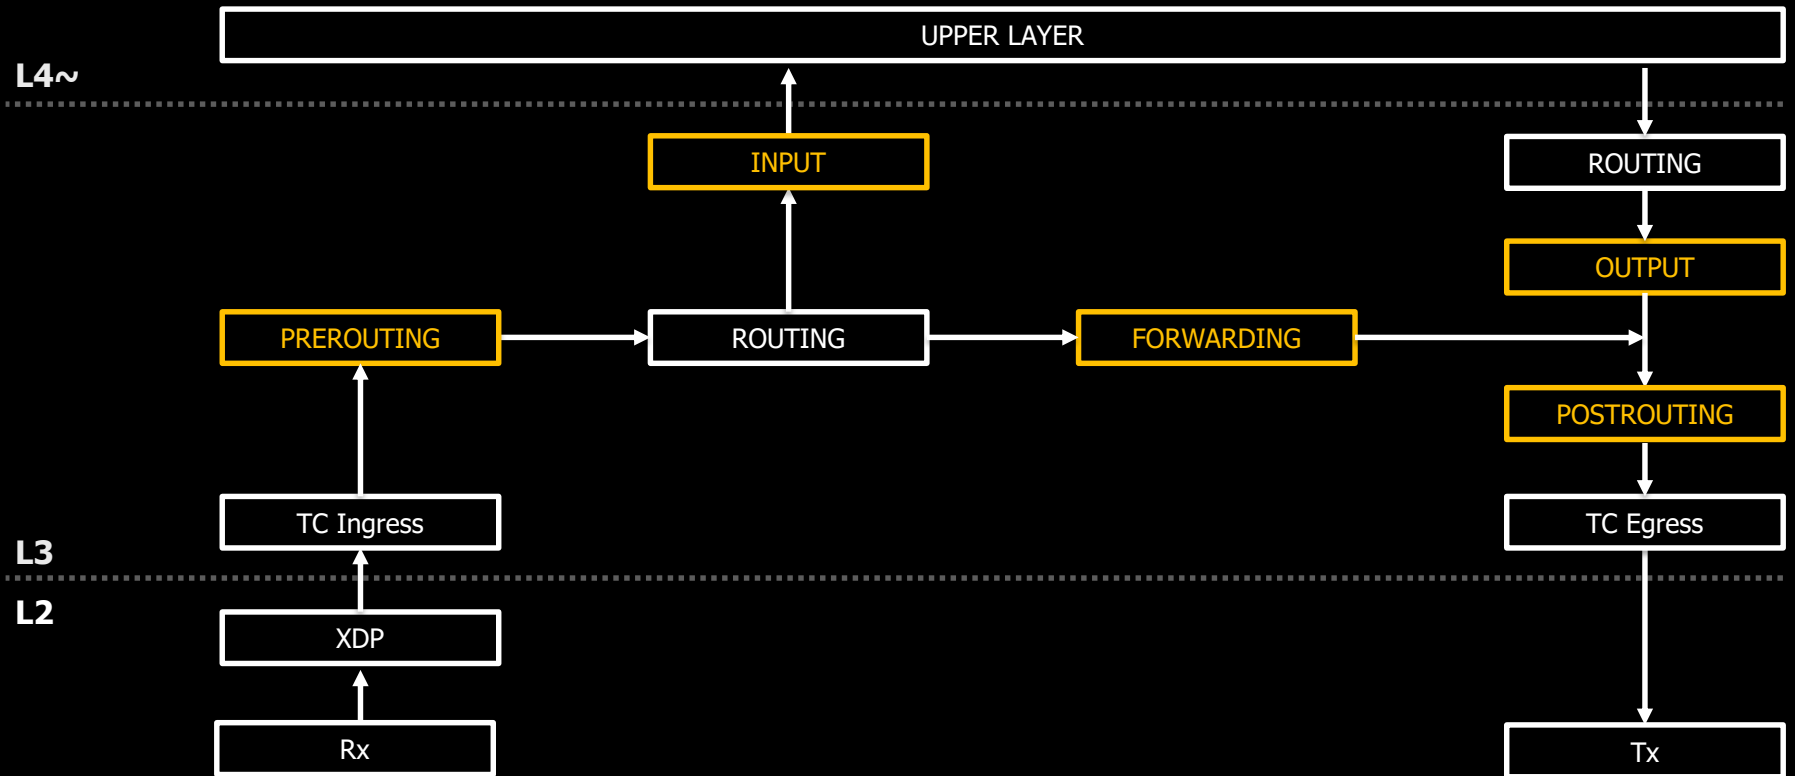 UPPER LAYER
L4~
INPUT
ROUTING
OUTPUT
PREROUTING
ROUTING
FORWARDING
POSTROUTING
TC Ingress
TC Egress
L3
L2
XDP
Rx
Tx